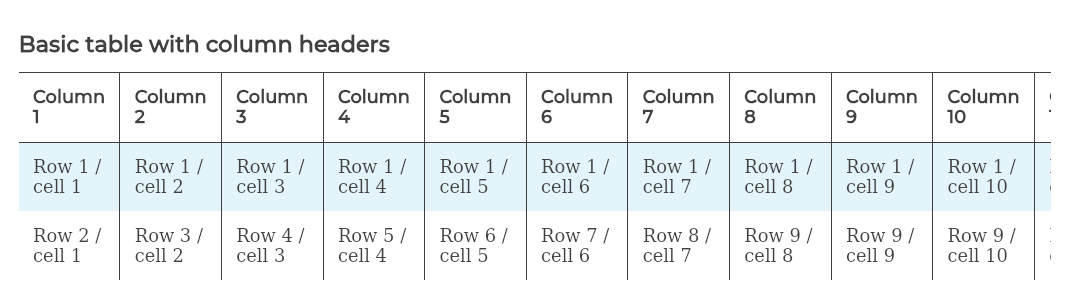 Basic table with column headers
Column 1 Column 2 Column 3 Column 4 Column 5 Column 6 Column 7 Column 8 Column 9 Column 10
Row 1 / cell 1 Row 1 / cell 2 Row 1 / cell 3 Row 1 / cell 4 Row 1 / cell 5 Row 1 / cell 6 Row 1 / cell 7 Row 1 / cell 8 Row 1 / cell 9 Row 1 / cell 10
Row 2 / cell 1 Row 3 / cell 2 Row 4 / cell 3 Row 5 / cell 4 Row 6 / cell 5 Row 7 / cell 6 Row 8 / cell 7 Row 9 / cell 8 Row 9 / cell 9 Row 9 / cell 10